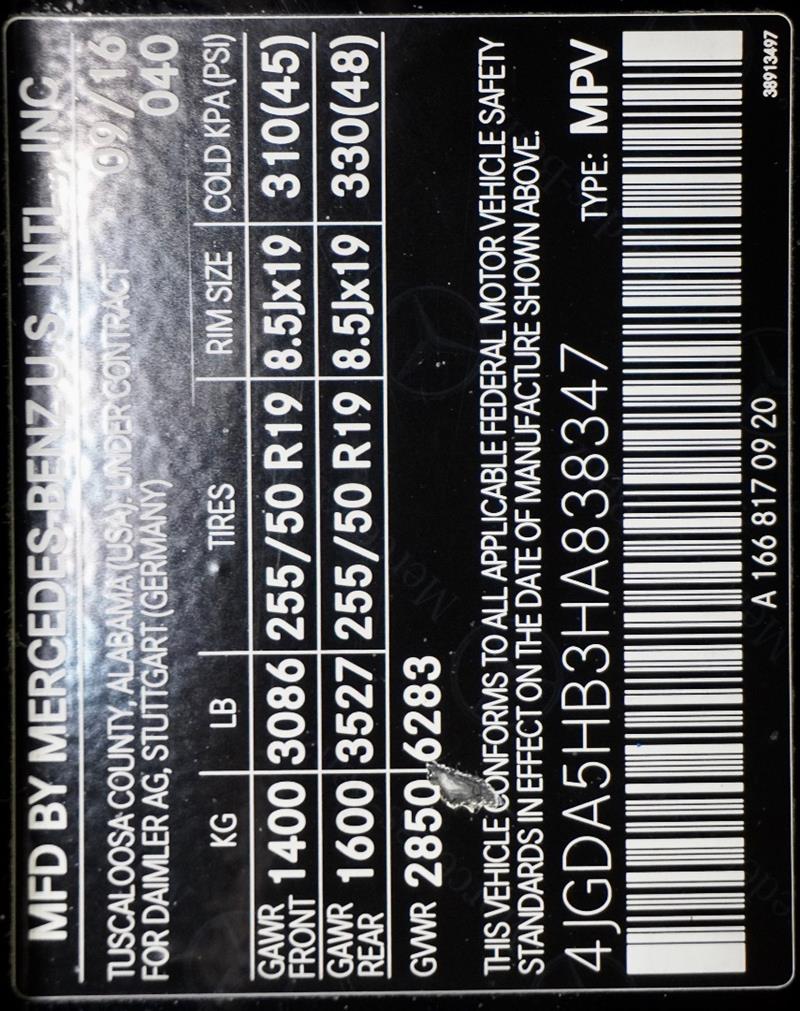 MFD BY MERCEDES-BENZ U.S. INTL., INC
TUSCALOOSA COUNTY, ALABAMA (USA). UNDER CONTRACT 09/16
FOR DAIMLER AG, STUTTGART (GERMANY) 040
KG LB TIRES RIM SIZE COLD KPA (PSI)
GAWR FRONT 1400 3086 255/50 R19 8.5Jx19 310(45)
GAWR REAR 1600 3527 255/50 R19 8.5Jx19 330(48)
GVWR 2850 6283
THIS VEHICLE CONFORMS TO ALL APPLICABLE FEDERAL MOTOR VEHICLE SAFETY
STANDARDS IN EFFECT ON THE DATE OF MANUFACTURE SHOWN ABOVE.
4JGDA5HB3HA838347 TYPE: MPV
A 166 817 09 20 38913497